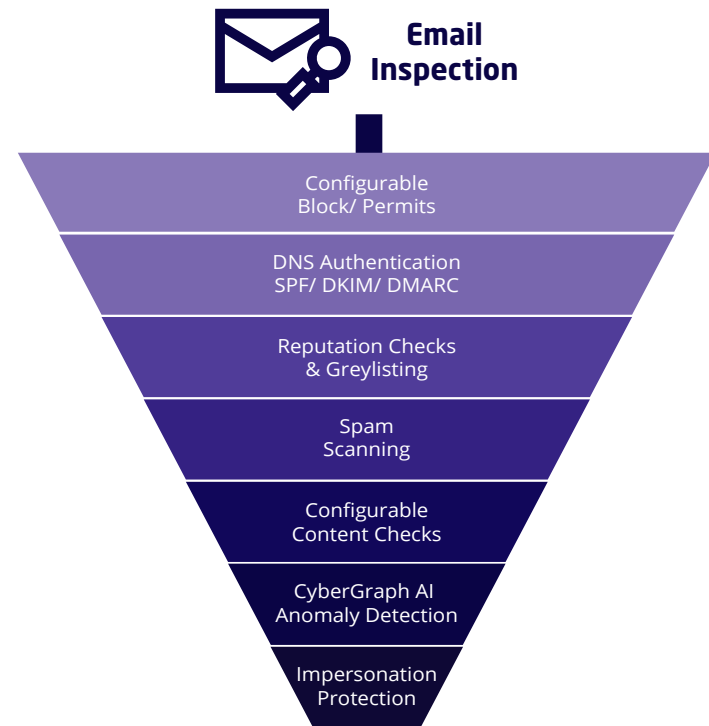 Email
Inspection
Configurable
Block/ Permits
DNS Authentication
SPF/ DKIM/ DMARC
Reputation Checks
& Greylisting
Spam
Scanning
Configurable
Content Checks
CyberGraph AI
Anomaly Detection
Impersonation
Protection